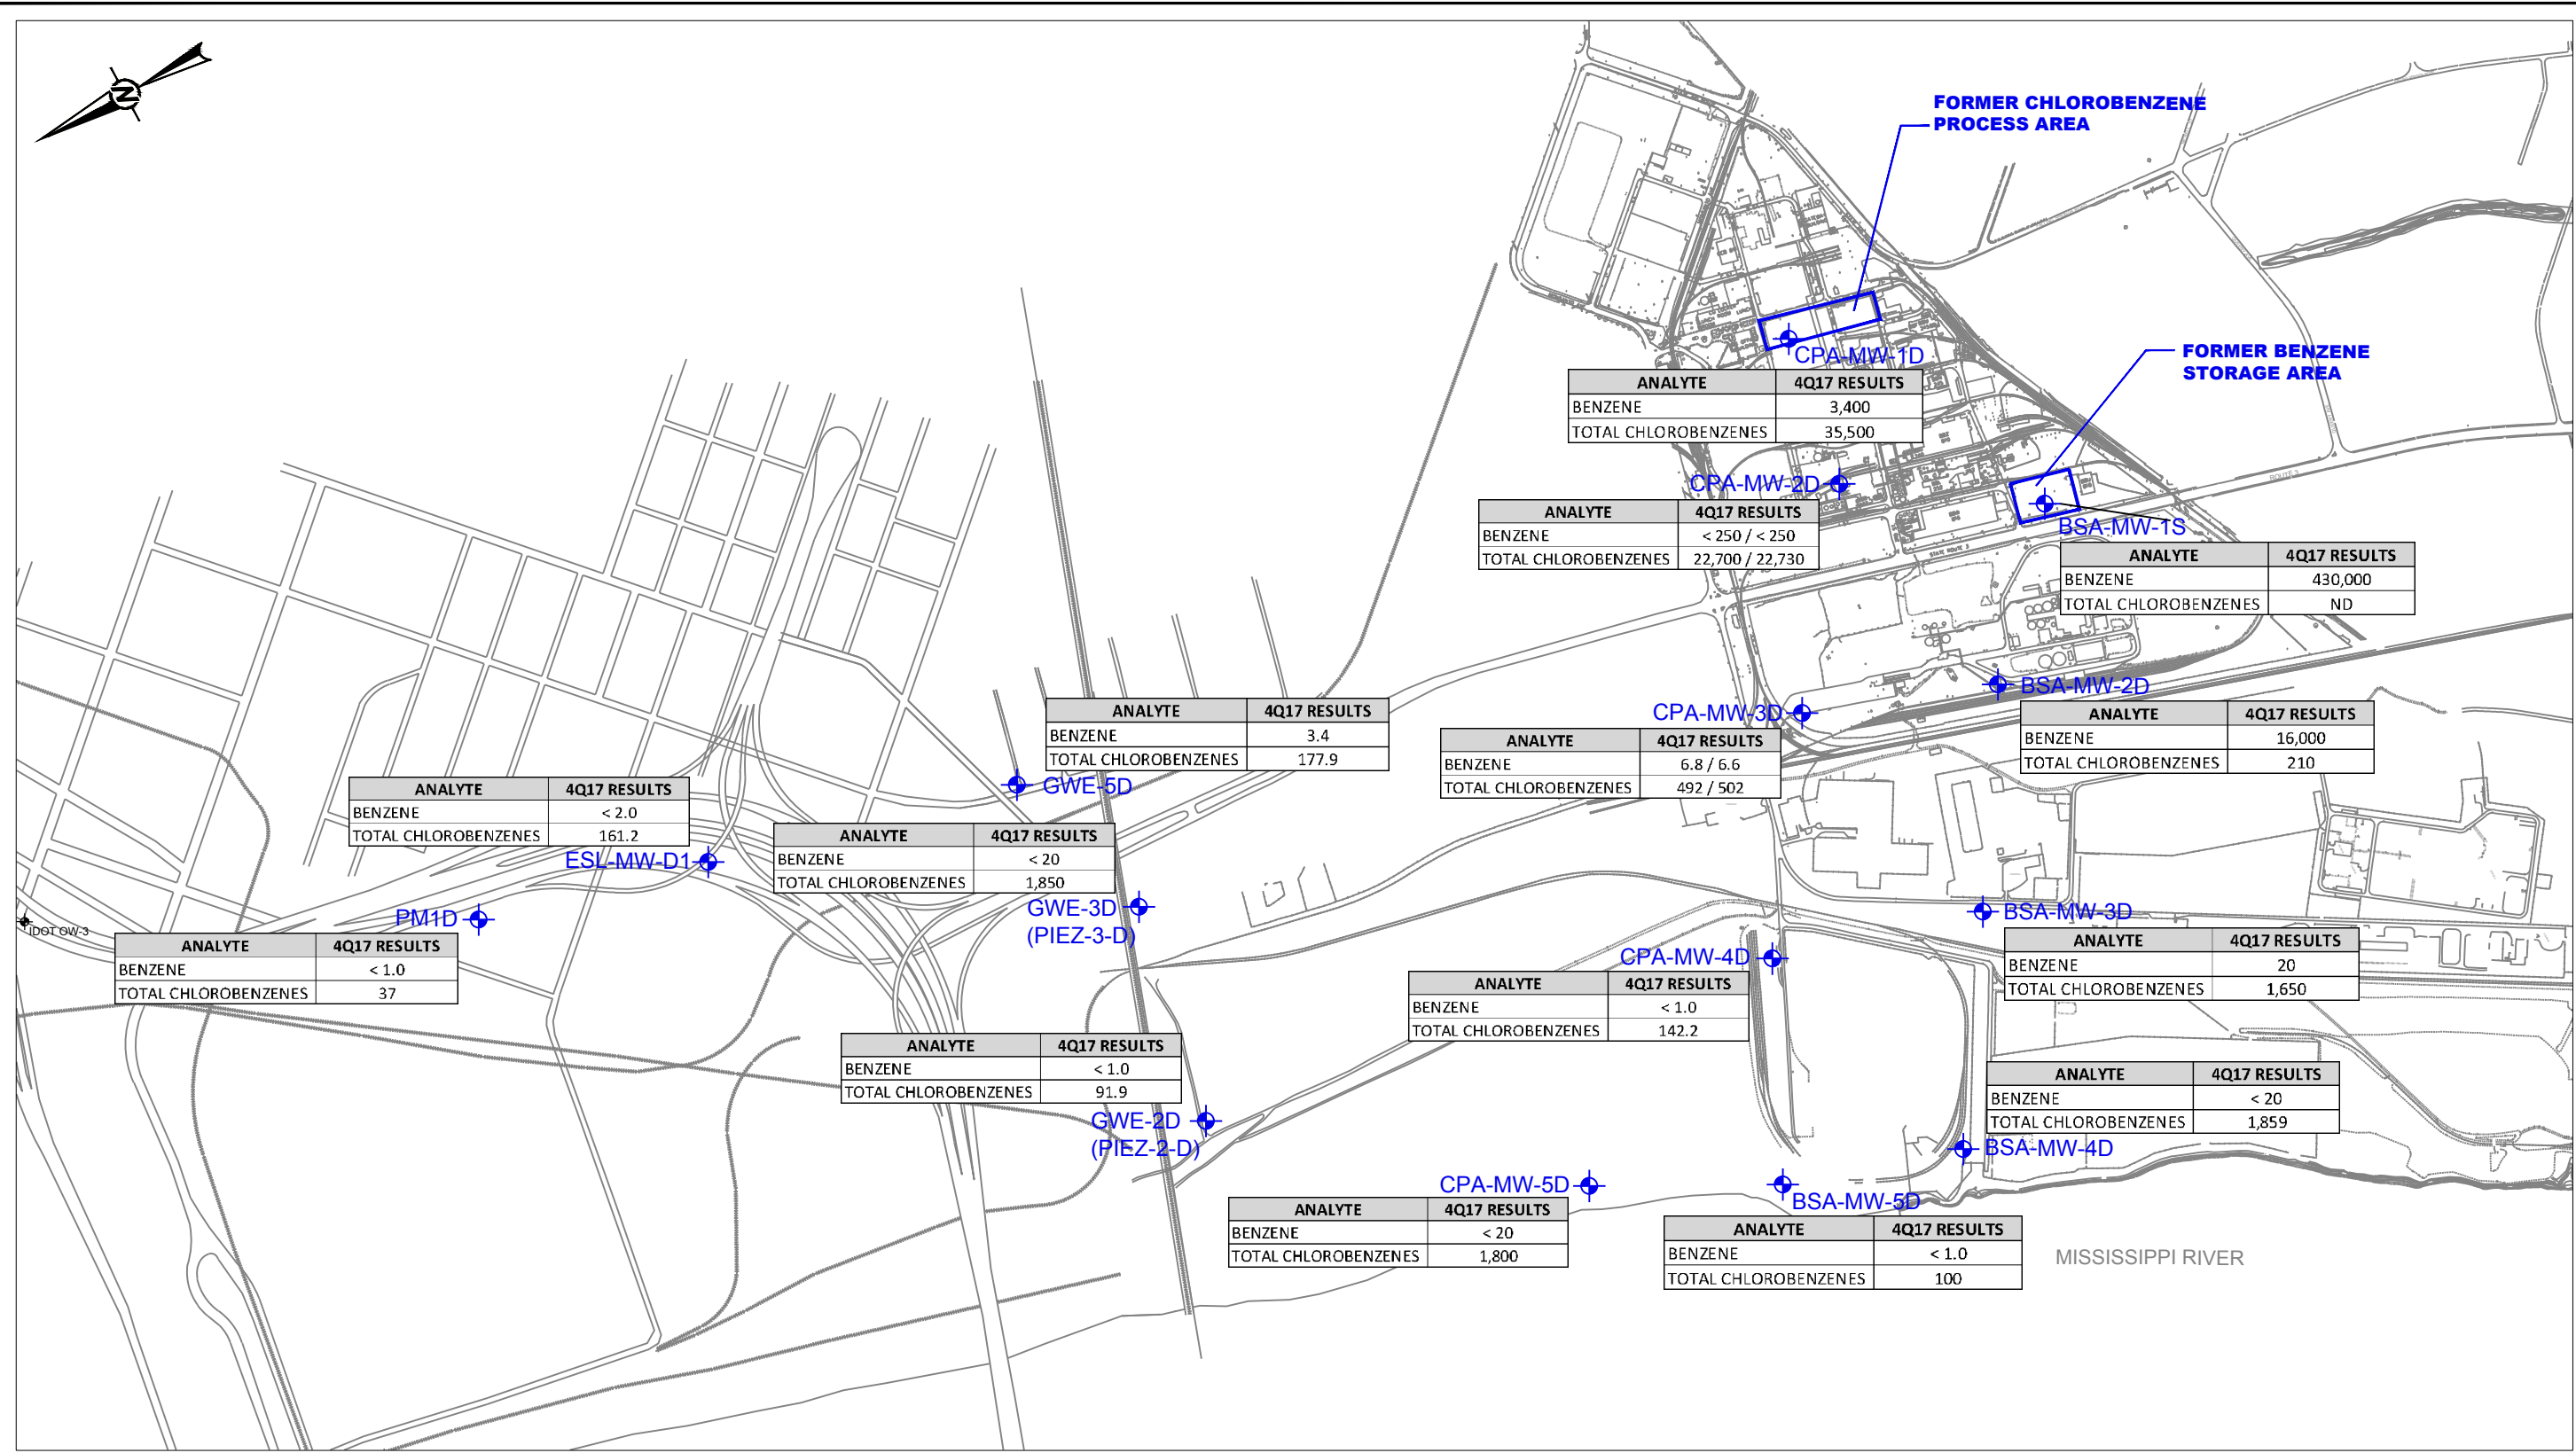 N
FORMER CHLOROBENZENE
PROCESS AREA
CPA-MW-1D
ANALYTE 4Q17 RESULTS
BENZENE 3,400
TOTAL CHLOROBENZENES 35,500
FORMER BENZENE
STORAGE AREA
CPA-MW-2D
ANALYTE 4Q17 RESULTS
BENZENE < 250 / < 250
TOTAL CHLOROBENZENES 22,700 / 22,730
ROUTE 3
BSA-MW-1S
ANALYTE 4Q17 RESULTS
BENZENE 430,000
TOTAL CHLOROBENZENES ND
STATE ROUTE 3
BSA-MW-2D
ANALYTE 4Q17 RESULTS
BENZENE 16,000
TOTAL CHLOROBENZENES 210
CPA-MW-3D
ANALYTE 4Q17 RESULTS
BENZENE 6.8 / 6.6
TOTAL CHLOROBENZENES 492 / 502
ANALYTE 4Q17 RESULTS
BENZENE 3.4
TOTAL CHLOROBENZENES 177.9
GWE-5D
ANALYTE 4Q17 RESULTS
BENZENE < 2.0
TOTAL CHLOROBENZENES 161.2
ESL-MW-D1
ANALYTE 4Q17 RESULTS
BENZENE < 20
TOTAL CHLOROBENZENES 1,850
GWE-3D
(PIEZ-3-D)
PM1D
IDOT OW-3
ANALYTE 4Q17 RESULTS
BENZENE < 1.0
TOTAL CHLOROBENZENES 37
BSA-MW-3D
ANALYTE 4Q17 RESULTS
BENZENE 20
TOTAL CHLOROBENZENES 1,650
CPA-MW-4D
ANALYTE 4Q17 RESULTS
BENZENE < 1.0
TOTAL CHLOROBENZENES 142.2
ANALYTE 4Q17 RESULTS
BENZENE < 1.0
TOTAL CHLOROBENZENES 91.9
GWE-2D
(PIEZ-2-D)
ANALYTE 4Q17 RESULTS
BENZENE < 20
TOTAL CHLOROBENZENES 1,859
BSA-MW-4D
CPA-MW-5D
ANALYTE 4Q17 RESULTS
BENZENE < 20
TOTAL CHLOROBENZENES 1,800
BSA-MW-5D
ANALYTE 4Q17 RESULTS
BENZENE < 1.0
TOTAL CHLOROBENZENES 100
MISSISSIPPI RIVER